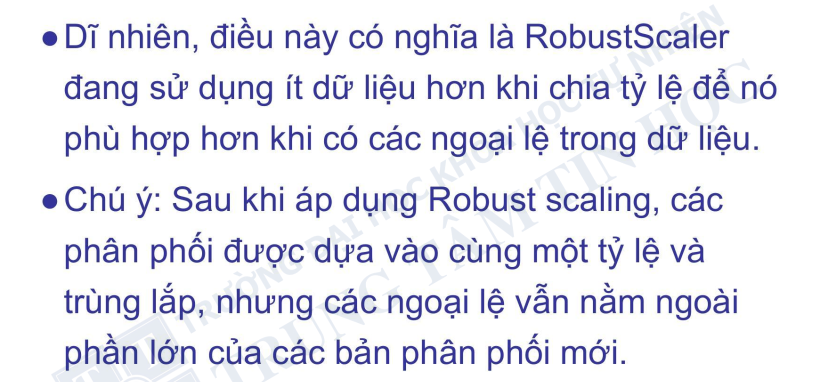 ● Dĩ nhiên, điều này có nghĩa là RobustScaler
đang sử dụng ít dữ liệu hơn khi chia tỷ lệ để nó
phù hợp hơn khi có các ngoại lệ trong dữ liệu.
● Chú ý: Sau khi áp dụng Robust scaling, các
phân phối được dựa vào cùng một tỷ lệ và
trùng lắp, nhưng các ngoại lệ vẫn nằm ngoài
phần lớn của các bản phân phối mới.
TRƯỜNG ĐẠI HỌC KHOA HỌC TỰ NHIÊN
TRUNG TÂM TIN HỌC